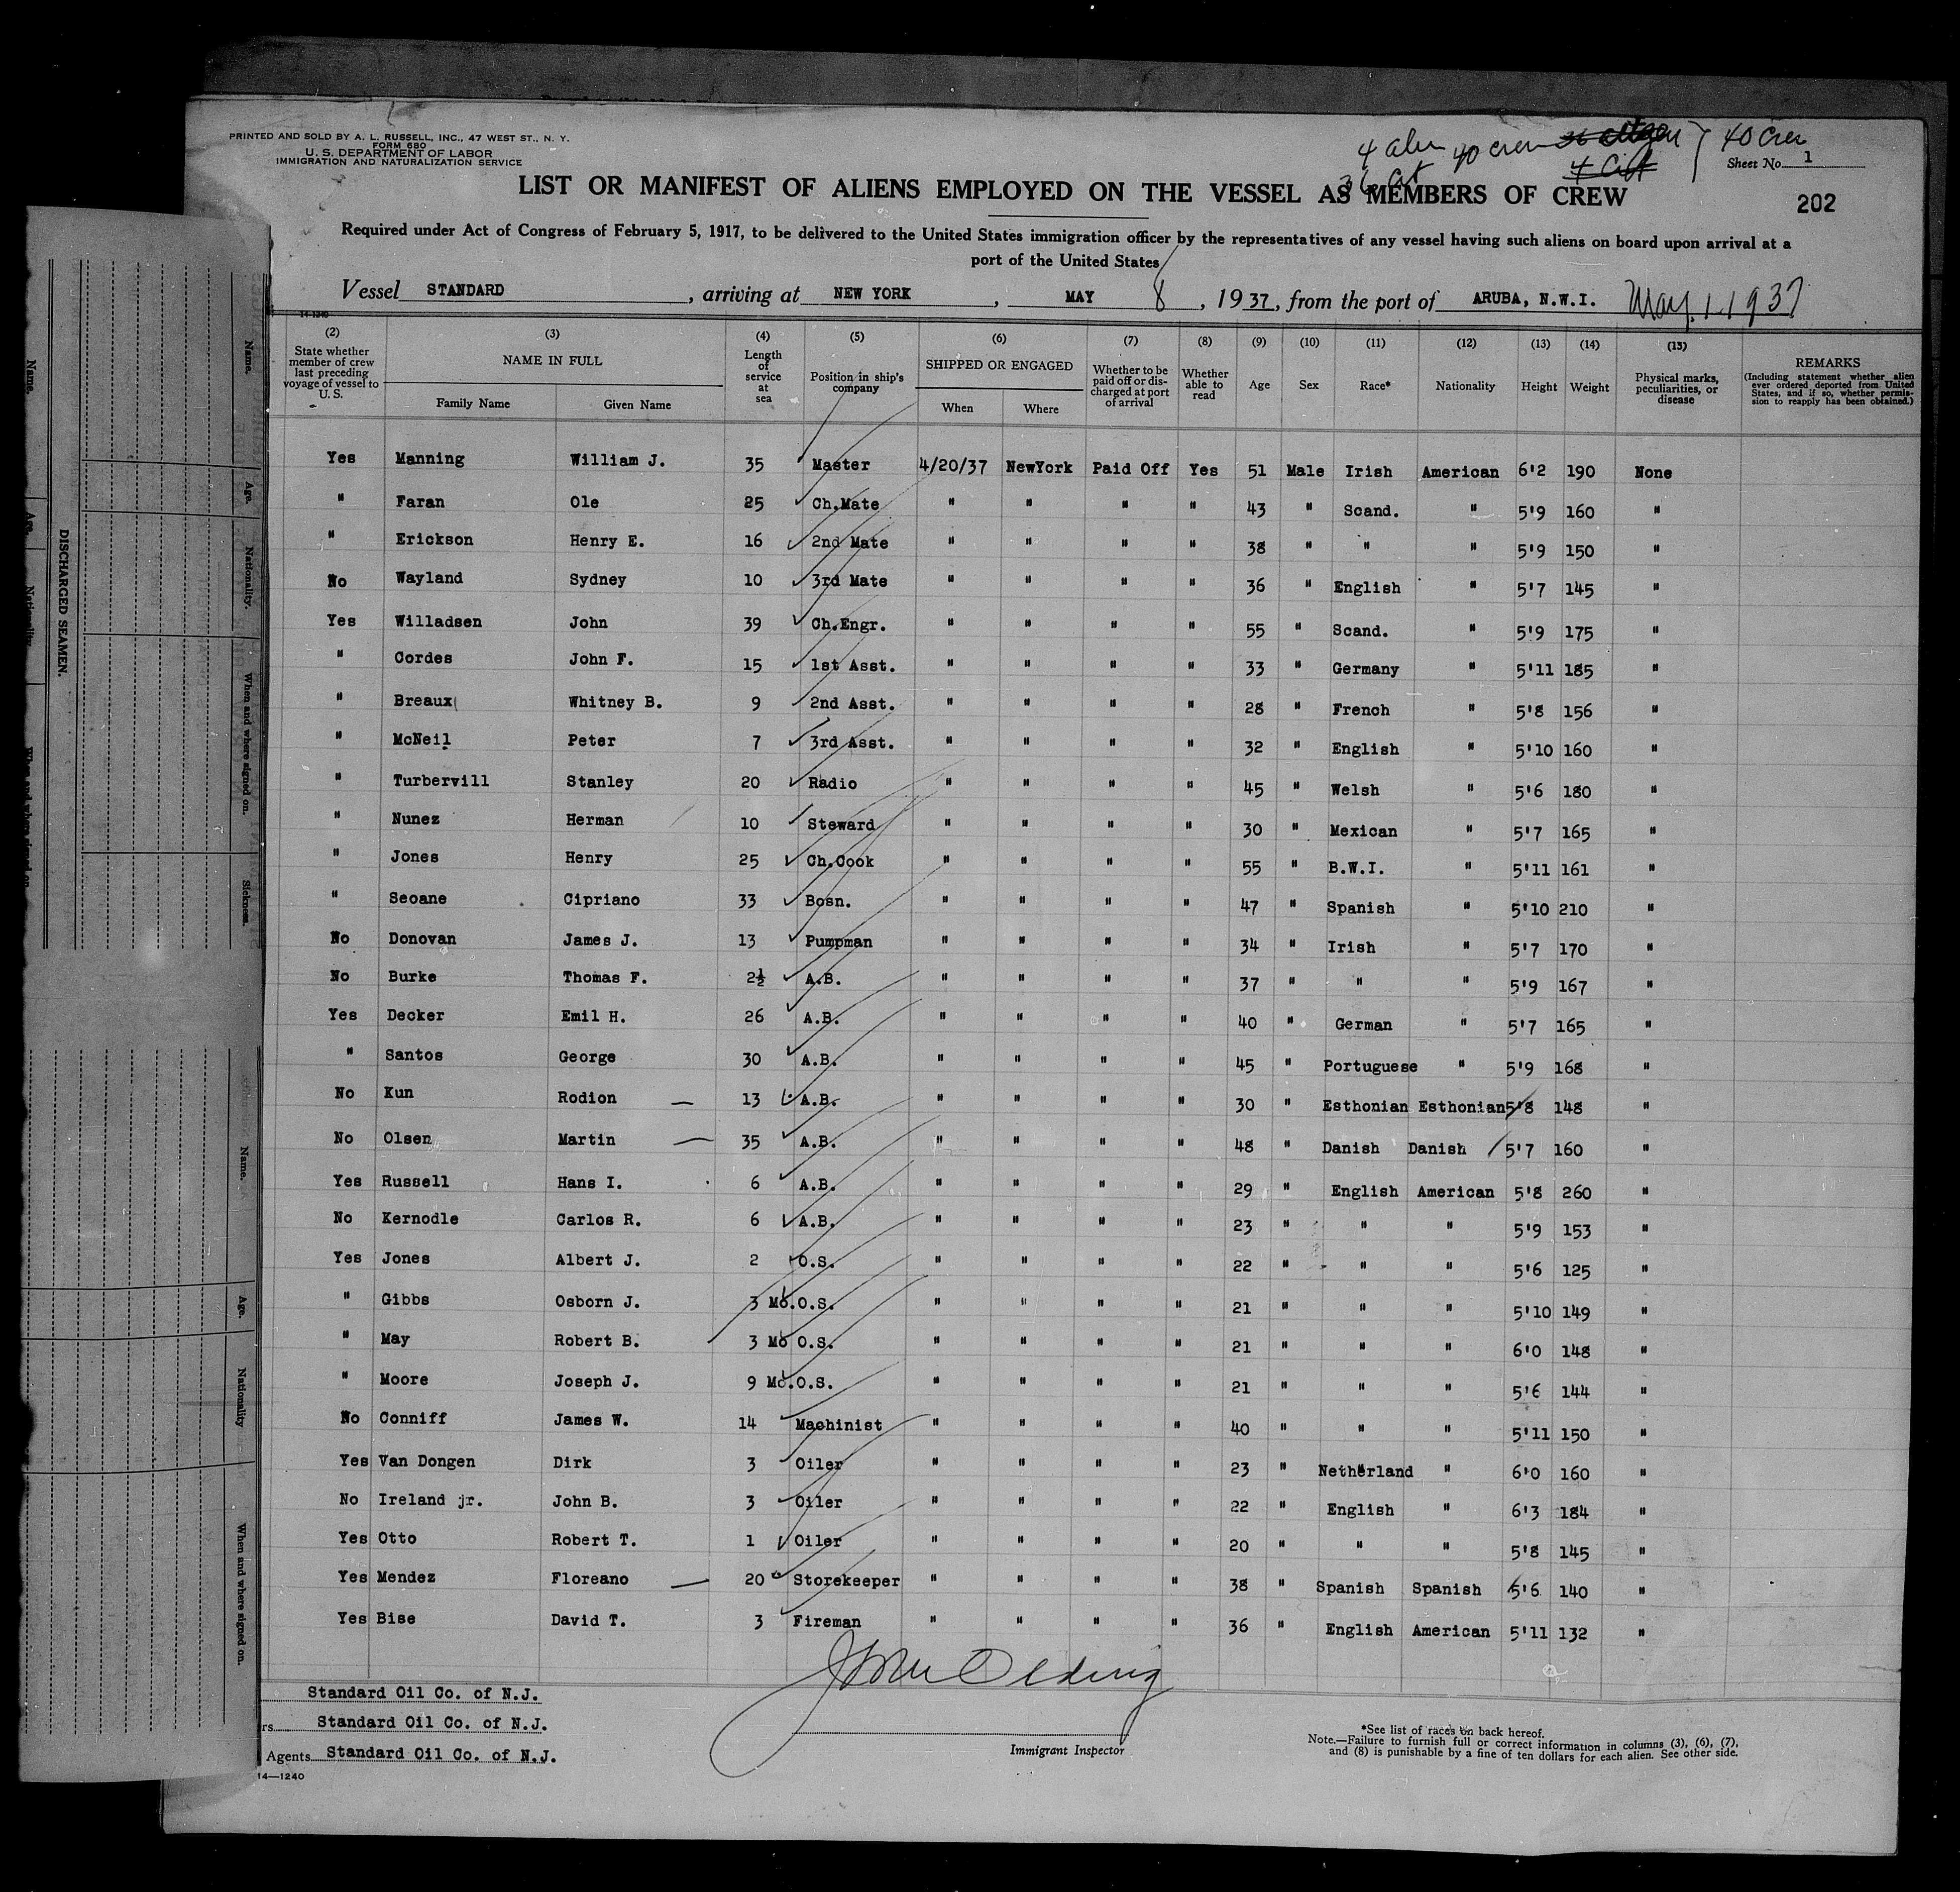 PRINTED AND SOLD BY A. L. RUSSELL, INC., 47 WEST ST., N. Y.
FORM 680
U. S. DEPARTMENT OF LABOR
IMMIGRATION AND NATURALIZATION SERVICE
4 alien 40 crew 40 crew
36 cit 4 cit
Sheet No. 1
LIST OR MANIFEST OF ALIENS EMPLOYED ON THE VESSEL AS MEMBERS OF CREW
202
Required under Act of Congress of February 5, 1917, to be delivered to the United States immigration officer by the representatives of any vessel having such aliens on board upon arrival at a
port of the United States
Vessel STANDARD, arriving at NEW YORK, MAY 8, 1937, from the port of ARUBA, N.W.I. May. 1. 1937
14-1240
(2) (3) (4) (5) (6) (7) (8) (9) (10) (11) (12) (13) (14) (15)
State whether member of crew last preceding voyage of vessel to U. S. NAME IN FULL Family Name Given Name Length of service at sea Position in ship's company SHIPPED OR ENGAGED When Where Whether to be paid off or discharged at port of arrival Whether able to read Age Sex Race* Nationality Height Weight Physical marks, peculiarities, or disease REMARKS (Including statement whether alien ever ordered deported from United States, and if so, whether permission to reapply has been obtained.)
Yes Manning William J. 35 Master 4/20/37 NewYork Paid Off Yes 51 Male Irish American 6'2 190 None
" Faran Ole 25 Ch.Mate " " " " 43 " Scand. " 5'9 160 "
" Erickson Henry E. 16 2nd Mate " " " " 38 " " " 5'9 150 "
No Wayland Sydney 10 3rd Mate " " " " 36 " English " 5'7 145 "
Yes Willadsen John 39 Ch.Engr. " " " " 55 " Scand. " 5'9 175 "
" Cordes John F. 15 1st Asst. " " " " 33 " Germany " 5'11 185 "
" Breaux Whitney B. 9 2nd Asst. " " " " 28 " French " 5'8 156 "
" McNeil Peter 7 3rd Asst. " " " " 32 " English " 5'10 160 "
" Turbervill Stanley 20 Radio " " " " 45 " Welsh " 5'6 180 "
" Nunez Herman 10 Steward " " " " 30 " Mexican " 5'7 165 "
" Jones Henry 25 Ch.Cook " " " " 55 " B.W.I. " 5'11 161 "
" Seoane Cipriano 33 Bosn. " " " " 47 " Spanish " 5'10 210 "
No Donovan James J. 13 Pumpman " " " " 34 " Irish " 5'7 170 "
No Burke Thomas F. 2½ A.B. " " " " 37 " " " 5'9 167 "
Yes Decker Emil H. 26 A.B. " " " " 40 " German " 5'7 165 "
" Santos George 30 A.B. " " " " 45 " Portuguese " 5'9 168 "
No Kun Rodion — 13 A.B. " " " " 30 " Esthonian Esthonian 5'8 148 "
No Olsen Martin — 35 A.B. " " " " 48 " Danish Danish 5'7 160 "
Yes Russell Hans I. 6 A.B. " " " " 29 " English American 5'8 260 "
No Kernodle Carlos R. 6 A.B. " " " " 23 " " " 5'9 153 "
Yes Jones Albert J. 2 O.S. " " " " 22 " " " 5'6 125 "
" Gibbs Osborn J. 3 Mo. O.S. " " " " 21 " " " 5'10 149 "
" May Robert B. 3 Mo O.S. " " " " 21 " " " 6'0 148 "
" Moore Joseph J. 9 Mo. O.S. " " " " 21 " " " 5'6 144 "
No Conniff James W. 14 Machinist " " " " 40 " " " 5'11 150 "
Yes Van Dongen Dirk 3 Oiler " " " " 23 " Netherland " 6'0 160 "
No Ireland jr. John B. 3 Oiler " " " " 22 " English " 6'3 184 "
Yes Otto Robert T. 1 Oiler " " " " 20 " " " 5'8 145 "
Yes Mendez Floreano — 20 Storekeeper " " " " 38 " Spanish Spanish 5'6 140 "
Yes Bise David T. 3 Fireman " " " " 36 " English American 5'11 132 "
Standard Oil Co. of N.J.
rs Standard Oil Co. of N.J.
Agents Standard Oil Co. of N.J.
14—1240
Immigrant Inspector
*See list of races on back hereof.
Note.—Failure to furnish full or correct information in columns (3), (6), (7),
and (8) is punishable by a fine of ten dollars for each alien. See other side.
DISCHARGED SEAMEN.
Name.
Age.
Nationality.
When and where signed on.
Sickness.
Name.
Age.
Nationality
When and where signed on.
Name.